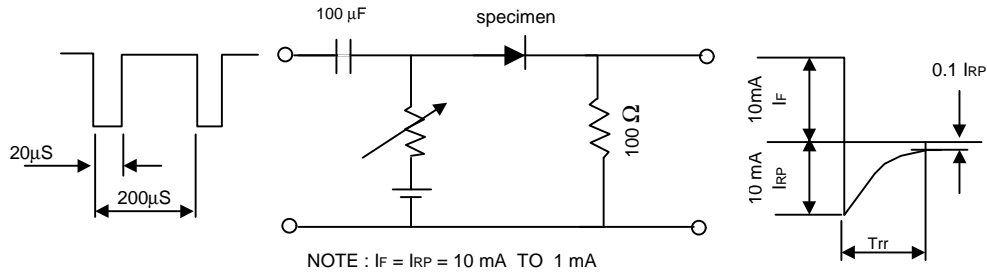 100 µF
specimen
20µS
200µS
100 Ω
10mA
IF
10 mA
IRP
0.1 IRP
Trr
NOTE : IF = IRP = 10 mA TO 1 mA